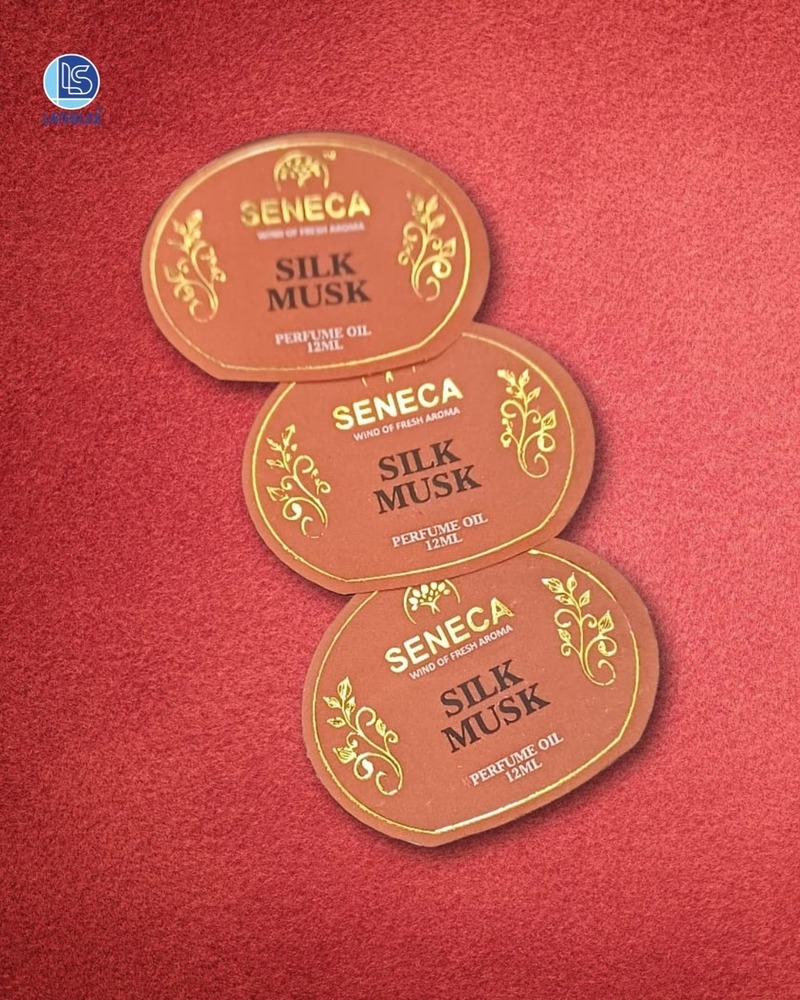 LS
SENECA
WIND OF FRESH AROMA
SILK
MUSK
PERFUME OIL
12ML
SENECA
WIND OF FRESH AROMA
SILK
MUSK
PERFUME OIL
12ML
SENECA
WIND OF FRESH AROMA
SILK
MUSK
PERFUME OIL
12ML